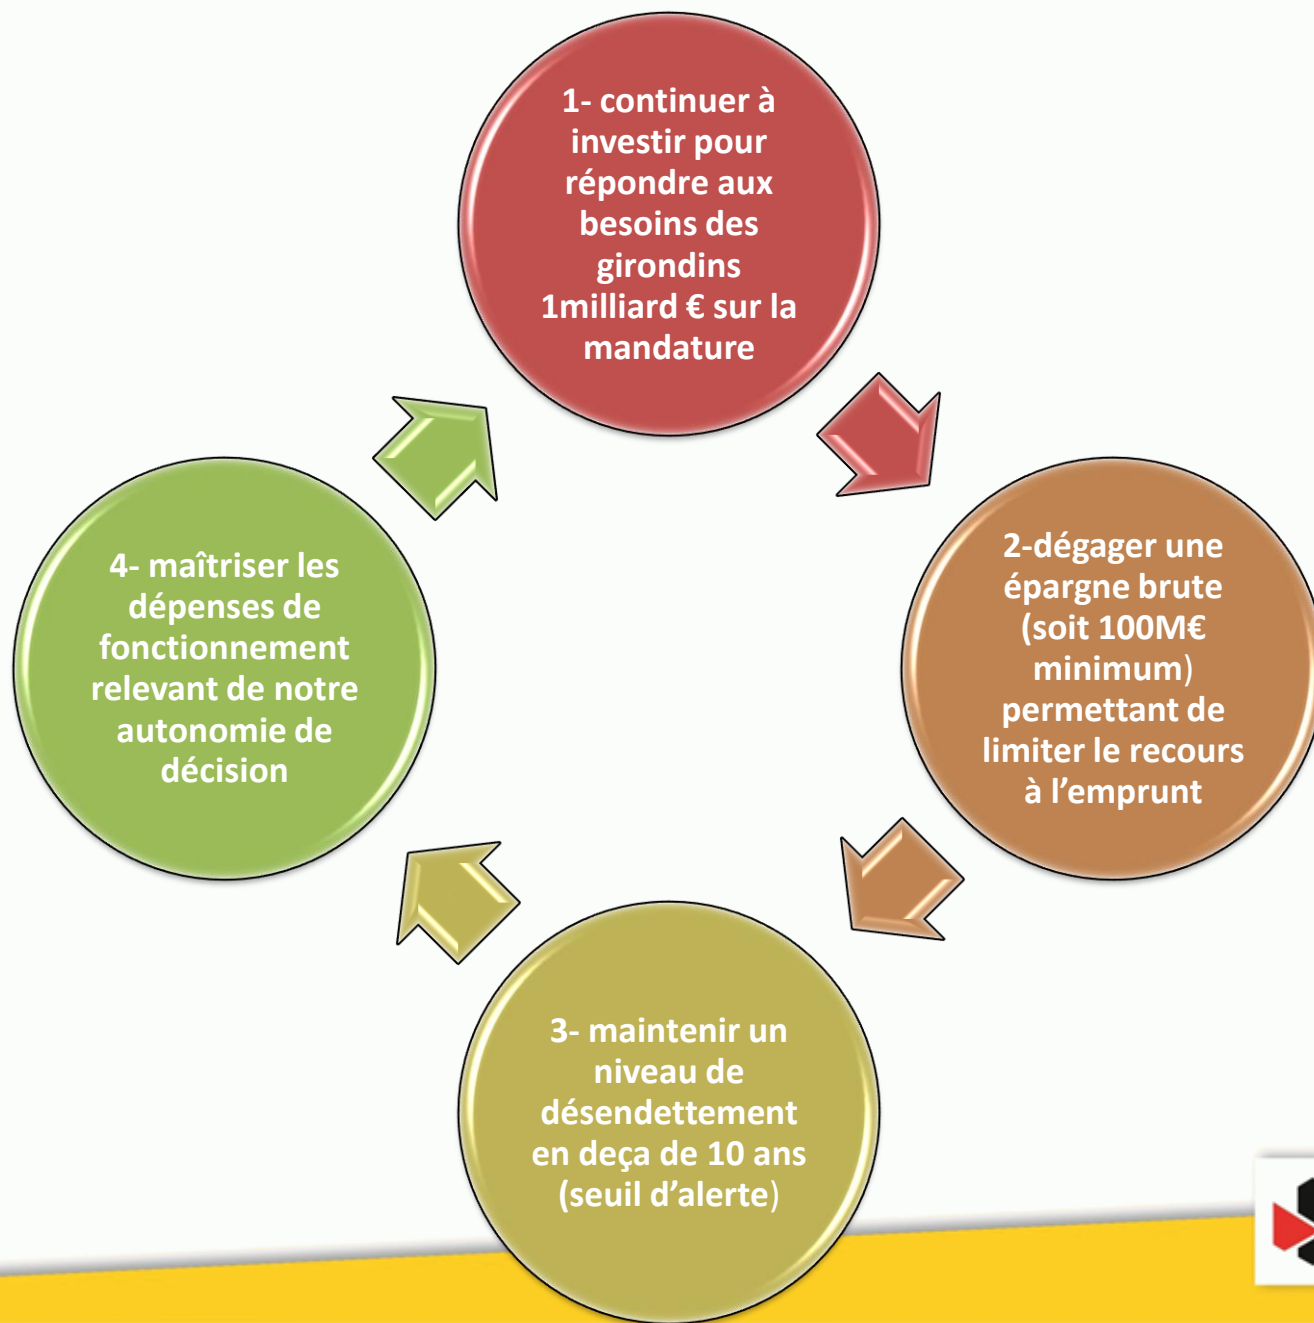 1- continuer à
investir pour
répondre aux
besoins des
girondins
1milliard € sur la
mandature
2-dégager une
épargne brute
(soit 100M€
minimum)
permettant de
limiter le recours
à l’emprunt
3- maintenir un
niveau de
désendettement
en deça de 10 ans
(seuil d’alerte)
4- maîtriser les
dépenses de
fonctionnement
relevant de notre
autonomie de
décision